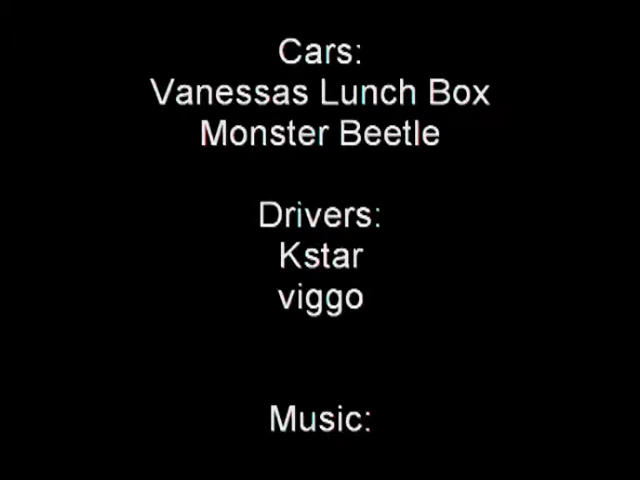 Cars:
Vanessas Lunch Box
Monster Beetle
Drivers:
Kstar
viggo
Music: